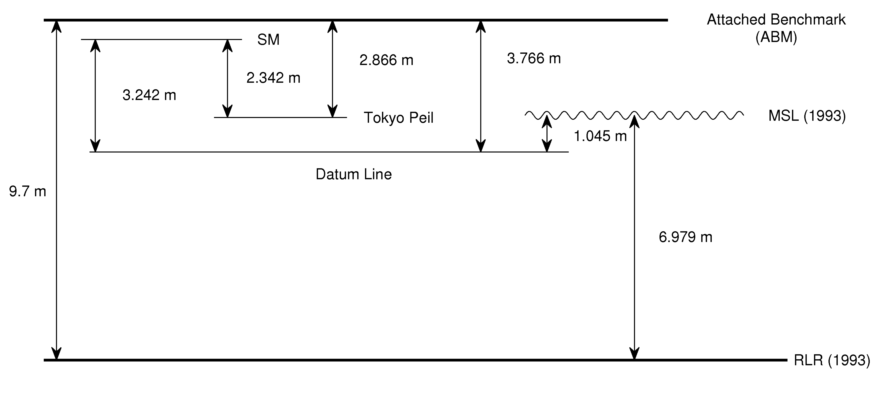 Attached Benchmark
(ABM)
SM
2.866 m
3.766 m
2.342 m
3.242 m
Tokyo Peil
MSL (1993)
1.045 m
Datum Line
9.7 m
6.979 m
RLR (1993)